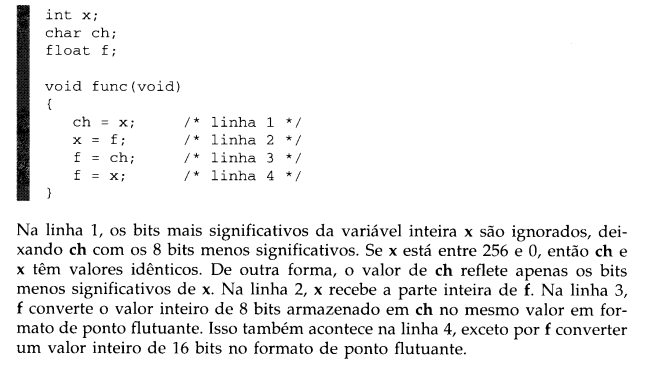 int x;
char ch;
float f;
void func(void)
{
ch = x; /* linha 1 */
x = f; /* linha 2 */
f = ch; /* linha 3 */
f = x; /* linha 4 */
}
Na linha 1, os bits mais significativos da variável inteira x são ignorados, dei-
xando ch com os 8 bits menos significativos. Se x está entre 256 e 0, então ch e
x têm valores idênticos. De outra forma, o valor de ch reflete apenas os bits
menos significativos de x. Na linha 2, x recebe a parte inteira de f. Na linha 3,
f converte o valor inteiro de 8 bits armazenado em ch no mesmo valor em for-
mato de ponto flutuante. Isso também acontece na linha 4, exceto por f converter
um valor inteiro de 16 bits no formato de ponto flutuante.